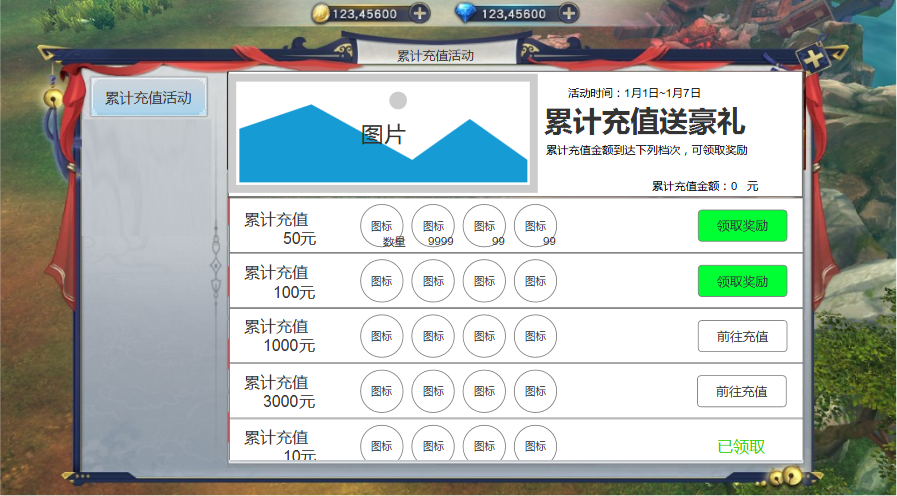 123,45600
123,45600
累计充值活动
累计充值活动
图片
活动时间：1月1日~1月7日
累计充值送豪礼
累计充值金额到达下列档次，可领取奖励
累计充值金额：0 元
累计充值
50元
图标 图标 图标 图标
数量 9999 99 99
领取奖励
累计充值
100元
图标 图标 图标 图标
领取奖励
累计充值
1000元
图标 图标 图标 图标
前往充值
累计充值
3000元
图标 图标 图标 图标
前往充值
累计充值
10元
图标 图标 图标 图标
已领取